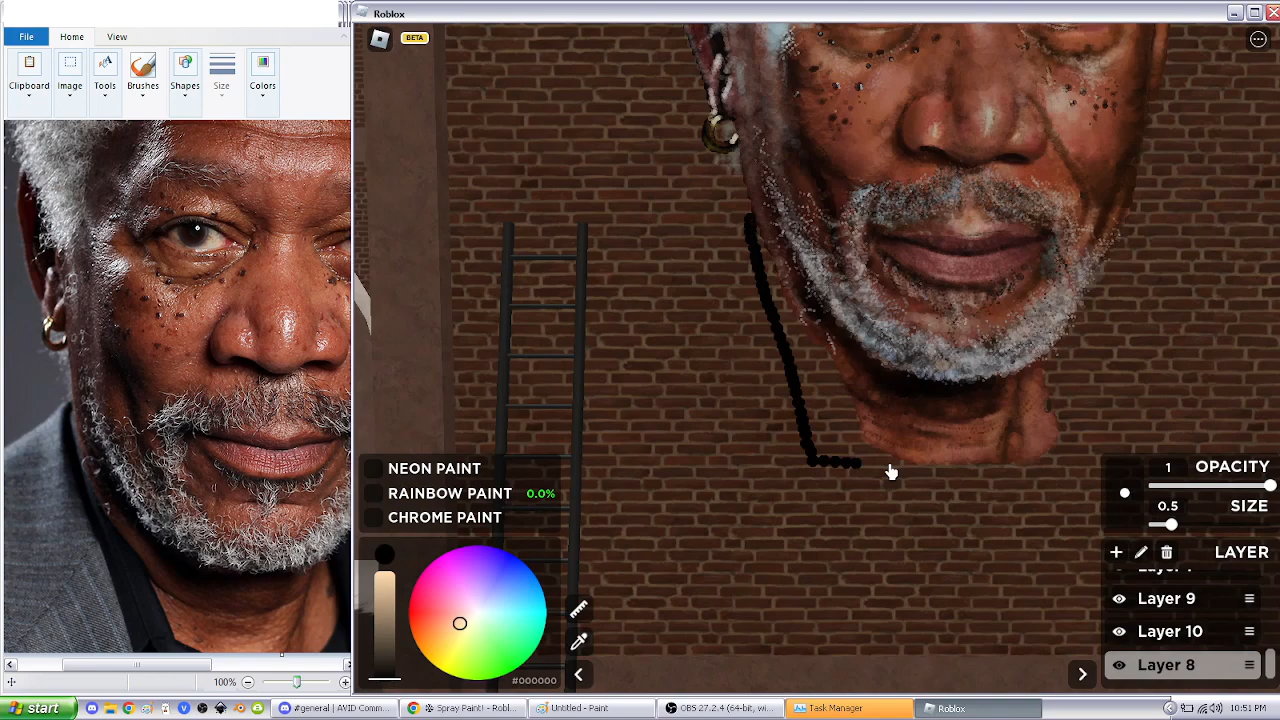 Roblox
File
Home
View
BETA
Clipboard
Image
Tools
Brushes
Shapes
Size
Colors
NEON PAINT
RAINBOW PAINT 0.0%
CHROME PAINT
#000000
1 OPACITY
0.5 SIZE
LAYER
Layer 9
Layer 10
Layer 8
100%
start
#general | AVID Comm...
Spray Paint! - Robl...
Untitled - Paint
OBS 27.2.4 (64-bit, wi...
Task Manager
Roblox
10:51 PM